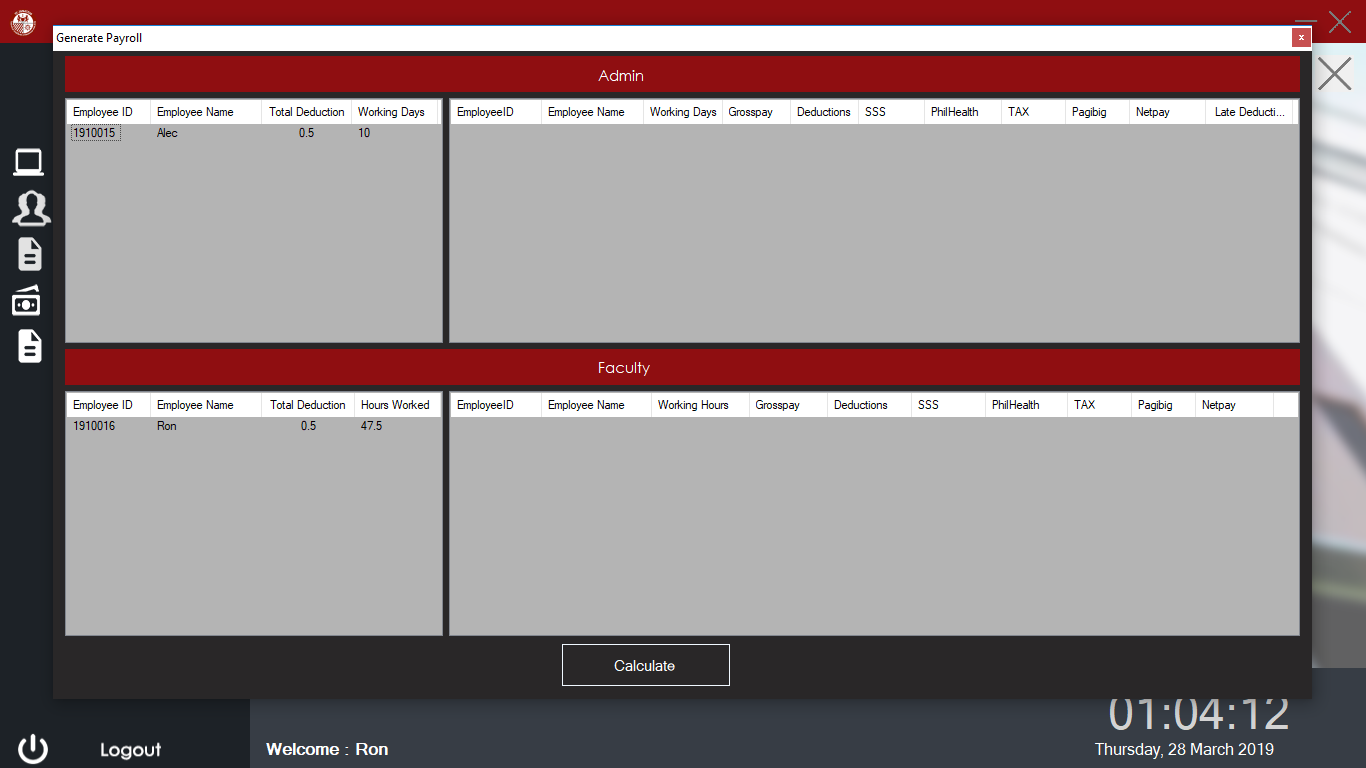 Generate Payroll
x
Admin
Employee ID Employee Name Total Deduction Working Days
1910015 Alec 0.5 10
EmployeeID Employee Name Working Days Grosspay Deductions SSS PhilHealth TAX Pagibig Netpay Late Deducti...
Faculty
Employee ID Employee Name Total Deduction Hours Worked
1910016 Ron 0.5 47.5
EmployeeID Employee Name Working Hours Grosspay Deductions SSS PhilHealth TAX Pagibig Netpay
Calculate
01:04:12
Logout
Welcome : Ron
Thursday, 28 March 2019